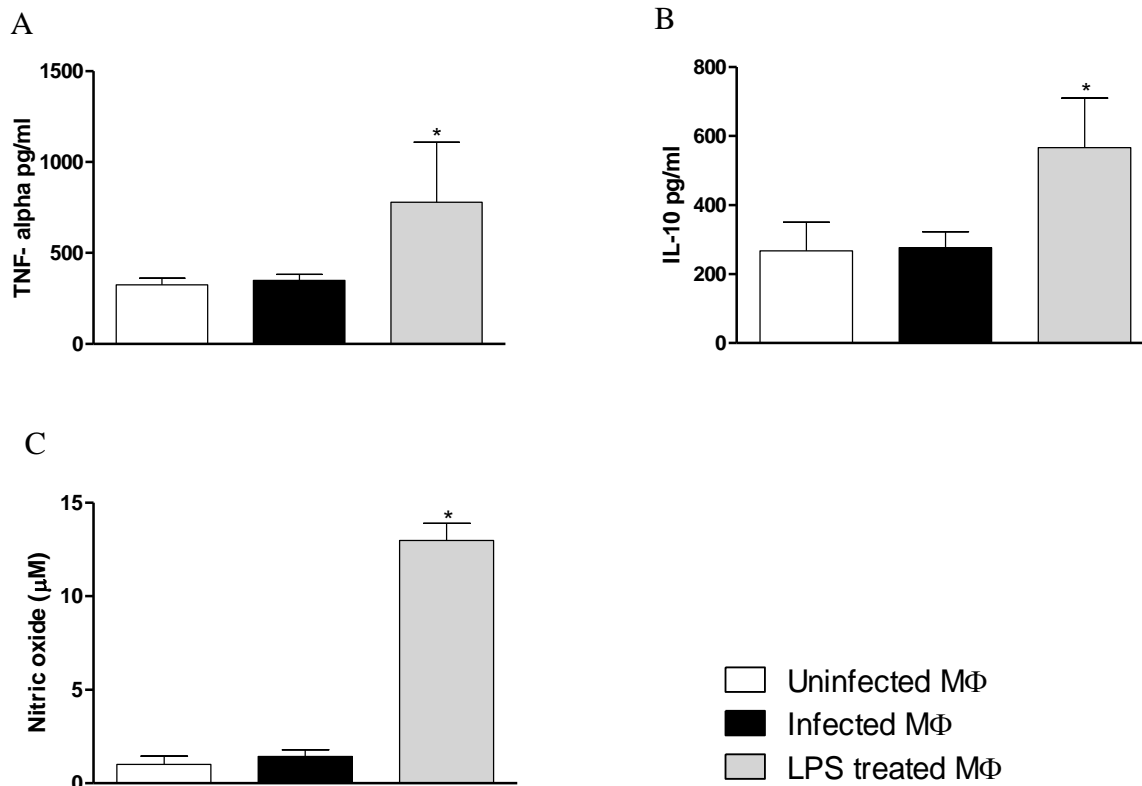 A
TNF- alpha pg/ml
1500
1000
500
0
*
B
IL-10 pg/ml
800
600
400
200
0
*
C
Nitric oxide (μM)
15
10
5
0
*
Uninfected MΦ
Infected MΦ
LPS treated MΦ